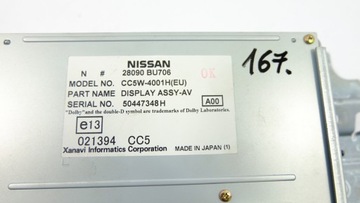 NISSAN
N # 28090 BU706
MODEL NO. CC5W-4001H(EU)
PART NAME DISPLAY ASSY-AV
SERIAL NO. 50447348H A00
"Dolby" and the double-D symbol are trademarks of Dolby Laboratories.
e13
021394 CC5
Xanavi Informatics Corporation MADE IN JAPAN (1)
OK
167.